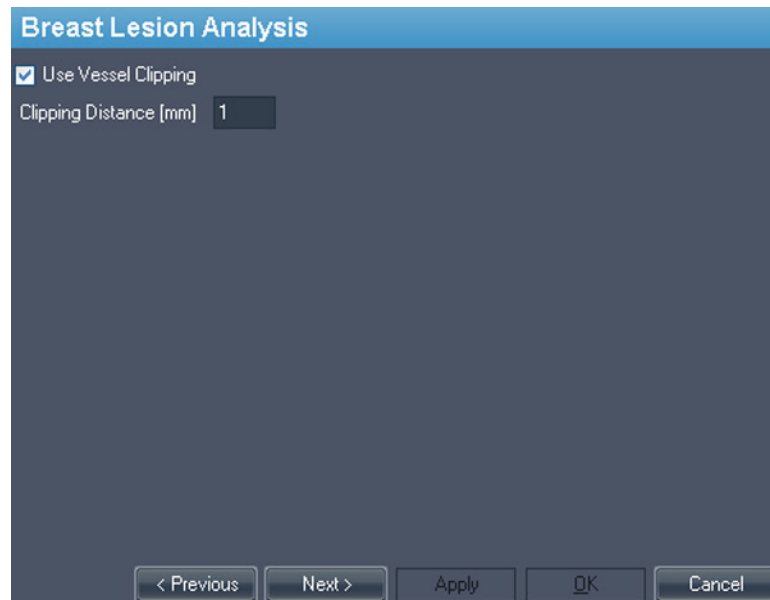 Breast Lesion Analysis
Use Vessel Clipping
Clipping Distance [mm] 1
< Previous Next > Apply OK Cancel